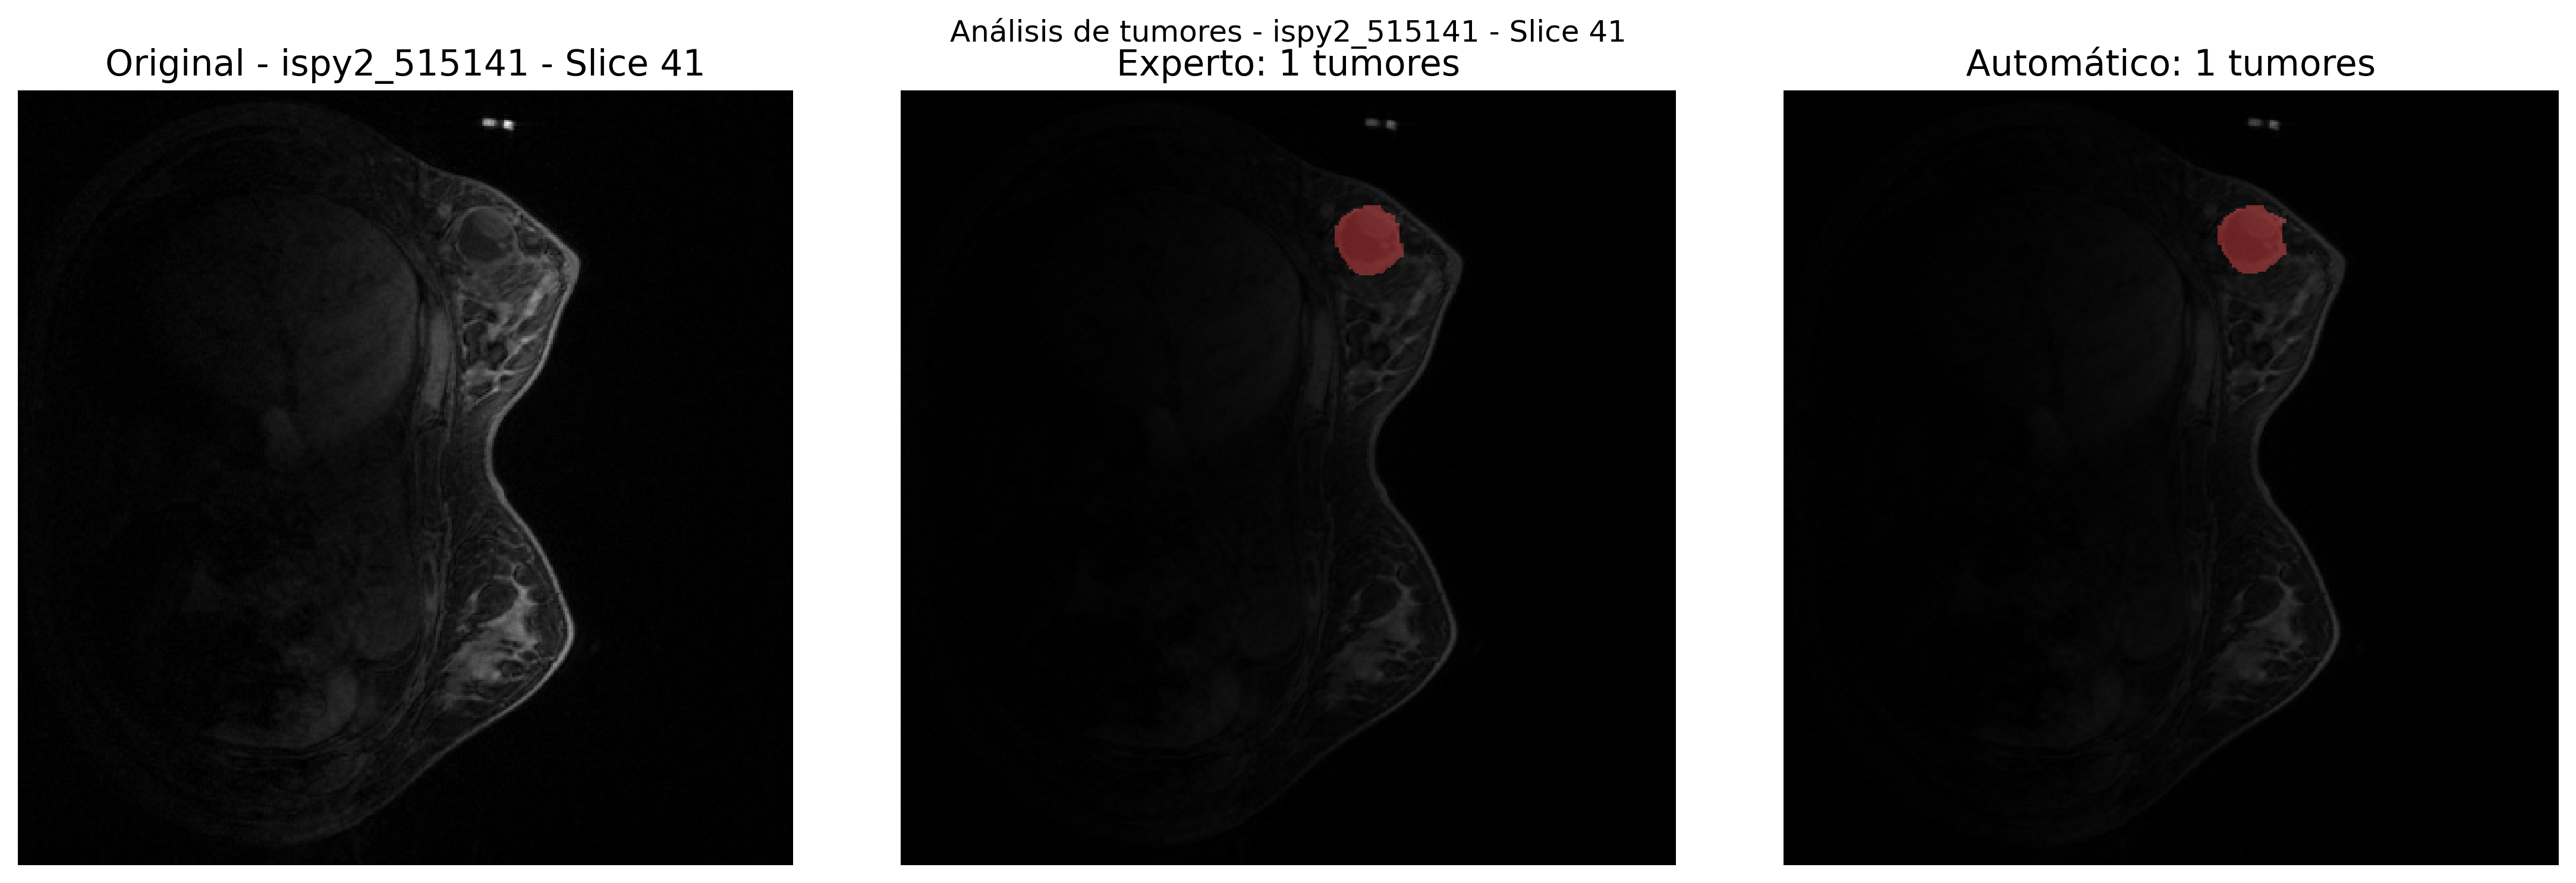 Análisis de tumores - ispy2_515141 - Slice 41
Original - ispy2_515141 - Slice 41
Experto: 1 tumores
Automático: 1 tumores